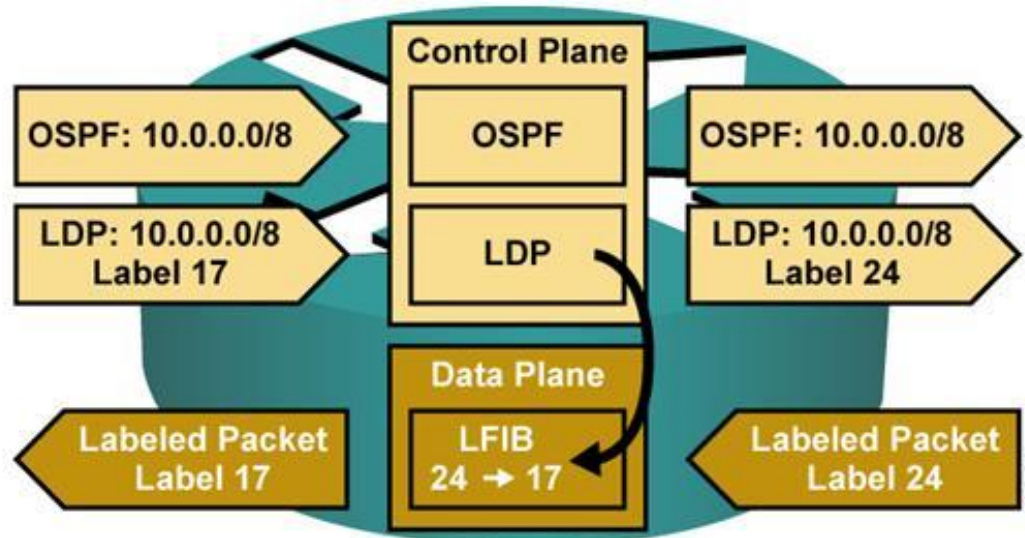 Control Plane
OSPF: 10.0.0.0/8
OSPF
OSPF: 10.0.0.0/8
LDP: 10.0.0.0/8
Label 17
LDP
LDP: 10.0.0.0/8
Label 24
Data Plane
Labeled Packet
Label 17
LFIB
24 → 17
Labeled Packet
Label 24